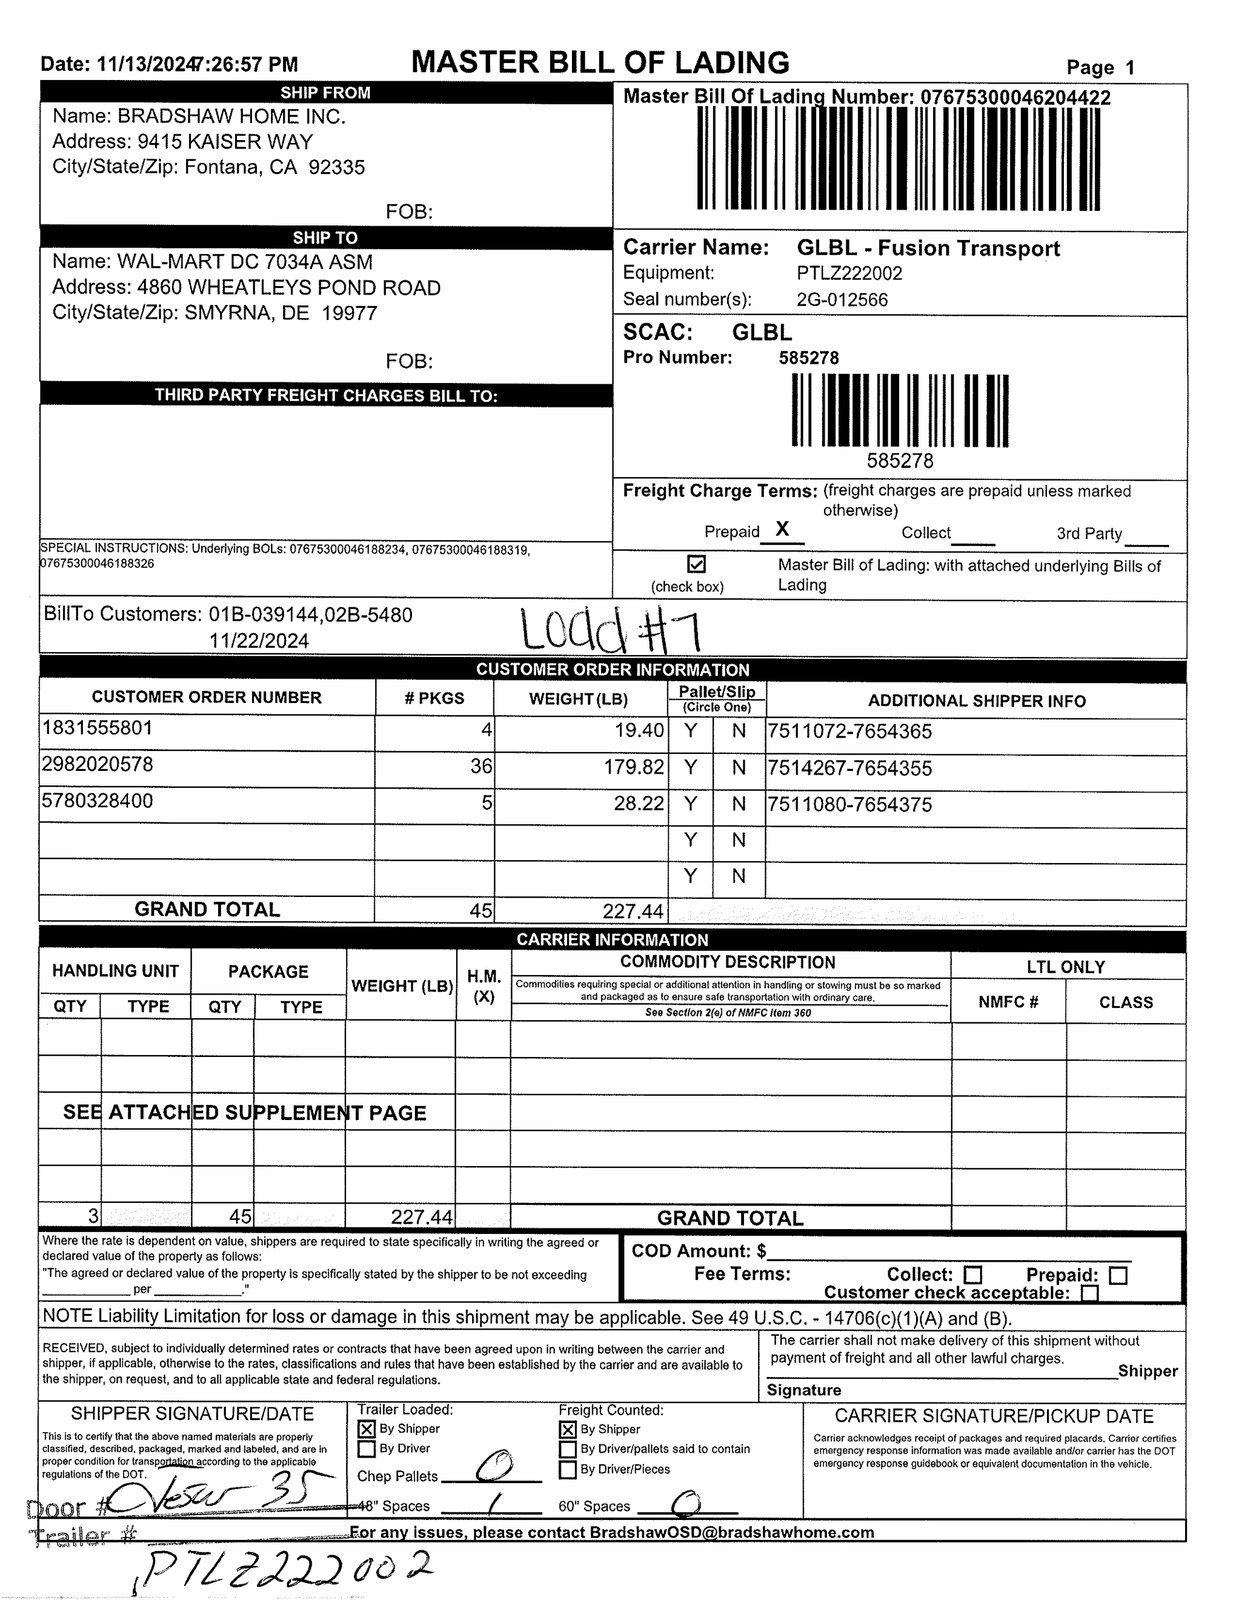 Date: 11/13/2024 7:26:57 PM
MASTER BILL OF LADING
Page 1
SHIP FROM
Name: BRADSHAW HOME INC.
Address: 9415 KAISER WAY
City/State/Zip: Fontana, CA 92335
FOB:
Master Bill Of Lading Number: 07675300046204422
SHIP TO
Name: WAL-MART DC 7034A ASM
Address: 4860 WHEATLEYS POND ROAD
City/State/Zip: SMYRNA, DE 19977
FOB:
Carrier Name: GLBL - Fusion Transport
Equipment: PTLZ222002
Seal number(s): 2G-012566
SCAC: GLBL
Pro Number: 585278
585278
THIRD PARTY FREIGHT CHARGES BILL TO:
Freight Charge Terms: (freight charges are prepaid unless marked
otherwise)
Prepaid X Collect 3rd Party
SPECIAL INSTRUCTIONS: Underlying BOLs: 07675300046188234, 07675300046188319,
07675300046188326
(check box)
Master Bill of Lading: with attached underlying Bills of
Lading
BillTo Customers: 01B-039144,02B-5480
11/22/2024
Load #7
CUSTOMER ORDER INFORMATION
CUSTOMER ORDER NUMBER # PKGS WEIGHT (LB) Pallet/Slip (Circle One) ADDITIONAL SHIPPER INFO
1831555801 4 19.40 Y N 7511072-7654365
2982020578 36 179.82 Y N 7514267-7654355
5780328400 5 28.22 Y N 7511080-7654375
Y N
Y N
GRAND TOTAL 45 227.44
CARRIER INFORMATION
HANDLING UNIT PACKAGE WEIGHT (LB) H.M. (X) COMMODITY DESCRIPTION LTL ONLY
Commodities requiring special or additional attention in handling or stowing must be so marked
and packaged as to ensure safe transportation with ordinary care.
See Section 2(e) of NMFC Item 360
QTY TYPE QTY TYPE NMFC # CLASS
SEE ATTACHED SUPPLEMENT PAGE
3 45 227.44 GRAND TOTAL
Where the rate is dependent on value, shippers are required to state specifically in writing the agreed or
declared value of the property as follows:
"The agreed or declared value of the property is specifically stated by the shipper to be not exceeding
per ."
COD Amount: $
Fee Terms: Collect: Prepaid:
Customer check acceptable:
NOTE Liability Limitation for loss or damage in this shipment may be applicable. See 49 U.S.C. - 14706(c)(1)(A) and (B).
RECEIVED, subject to individually determined rates or contracts that have been agreed upon in writing between the carrier and
shipper, if applicable, otherwise to the rates, classifications and rules that have been established by the carrier and are available to
the shipper, on request, and to all applicable state and federal regulations.
The carrier shall not make delivery of this shipment without
payment of freight and all other lawful charges.
Shipper
Signature
SHIPPER SIGNATURE/DATE
This is to certify that the above named materials are properly
classified, described, packaged, marked and labeled, and are in
proper condition for transportation according to the applicable
regulations of the DOT.
Trailer Loaded:
By Shipper
By Driver
Chep Pallets 0
48" Spaces 1
Freight Counted:
By Shipper
By Driver/pallets said to contain
By Driver/Pieces
60" Spaces 0
CARRIER SIGNATURE/PICKUP DATE
Carrier acknowledges receipt of packages and required placards. Carrier certifies
emergency response information was made available and/or carrier has the DOT
emergency response guidebook or equivalent documentation in the vehicle.
Door # 35
Trailer #
For any issues, please contact BradshawOSD@bradshawhome.com
PTLZ222002